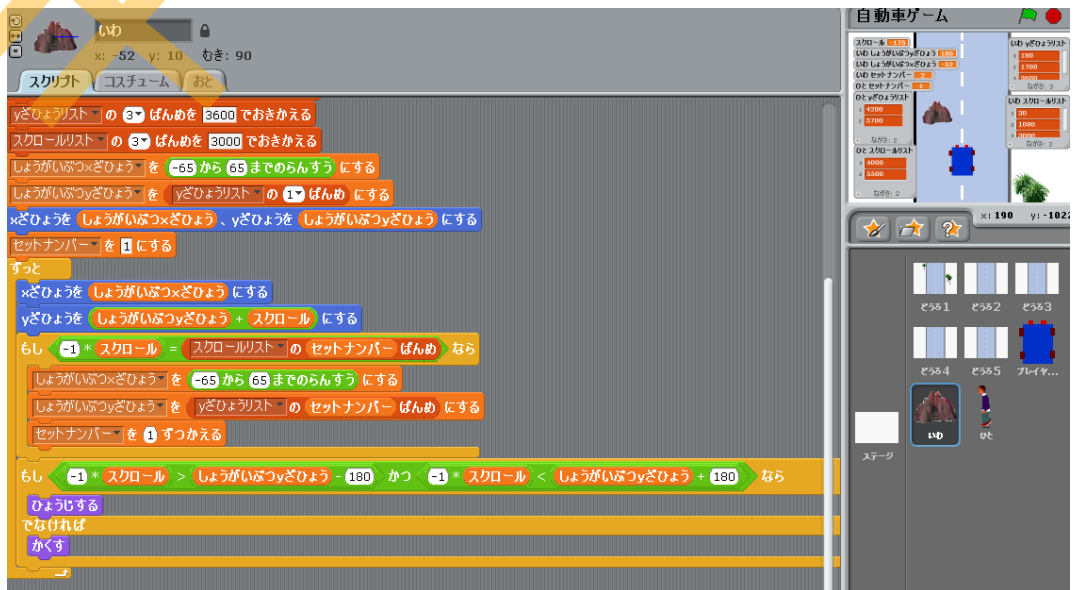 いわ
x: -52 y: 10 むき: 90
スクリプト コスチューム おと
yざひょうリスト の 3 ばんめを 3600 でおきかえる
スクロールリスト の 3 ばんめを 3000 でおきかえる
しょうがいぶつxざひょう を -65 から 65 までのらんすう にする
しょうがいぶつyざひょう を yざひょうリスト の 1 ばんめ にする
xざひょうを しょうがいぶつxざひょう 、yざひょうを しょうがいぶつyざひょう にする
セットナンバー を 1 にする
ずっと
xざひょうを しょうがいぶつxざひょう にする
yざひょうを しょうがいぶつyざひょう + スクロール にする
もし -1 * スクロール = スクロールリスト の セットナンバー ばんめ なら
しょうがいぶつxざひょう を -65 から 65 までのらんすう にする
しょうがいぶつyざひょう を yざひょうリスト の セットナンバー ばんめ にする
セットナンバー を 1 ずつかえる
もし -1 * スクロール > しょうがいぶつyざひょう - 180 かつ -1 * スクロール < しょうがいぶつyざひょう + 180 なら
ひょうじする
でなければ
かくす
自動車ゲーム
スクロール -175
いわ しょうがいぶつyざひょう 180
いわ しょうがいぶつxざひょう -52
いわ セットナンバー 2
ひと セットナンバー 1
ひと yざひょうリスト
1 4200
2 5700
ながさ: 2
ひと スクロールリスト
1 4000
2 5500
ながさ: 2
いわ yざひょうリスト
1 180
2 1700
3 3600
ながさ: 3
いわ スクロールリスト
1 30
2 1080
3 3000
ながさ: 3
x: 190 y: -1022
どうろ1 どうろ2 どうろ3
どうろ4 どうろ5 プレイヤ...
いわ ひと
ステージ